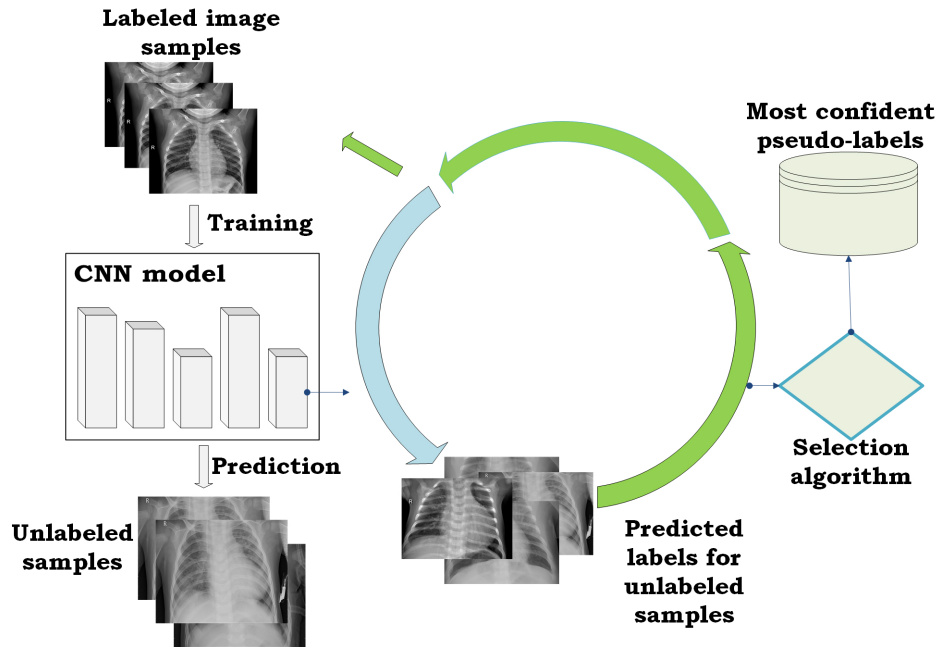 Labeled image
samples
R
R
R
Training
CNN model
Prediction
Unlabeled
samples
R
R
Predicted
labels for
unlabeled
samples
Most confident
pseudo-labels
Selection
algorithm